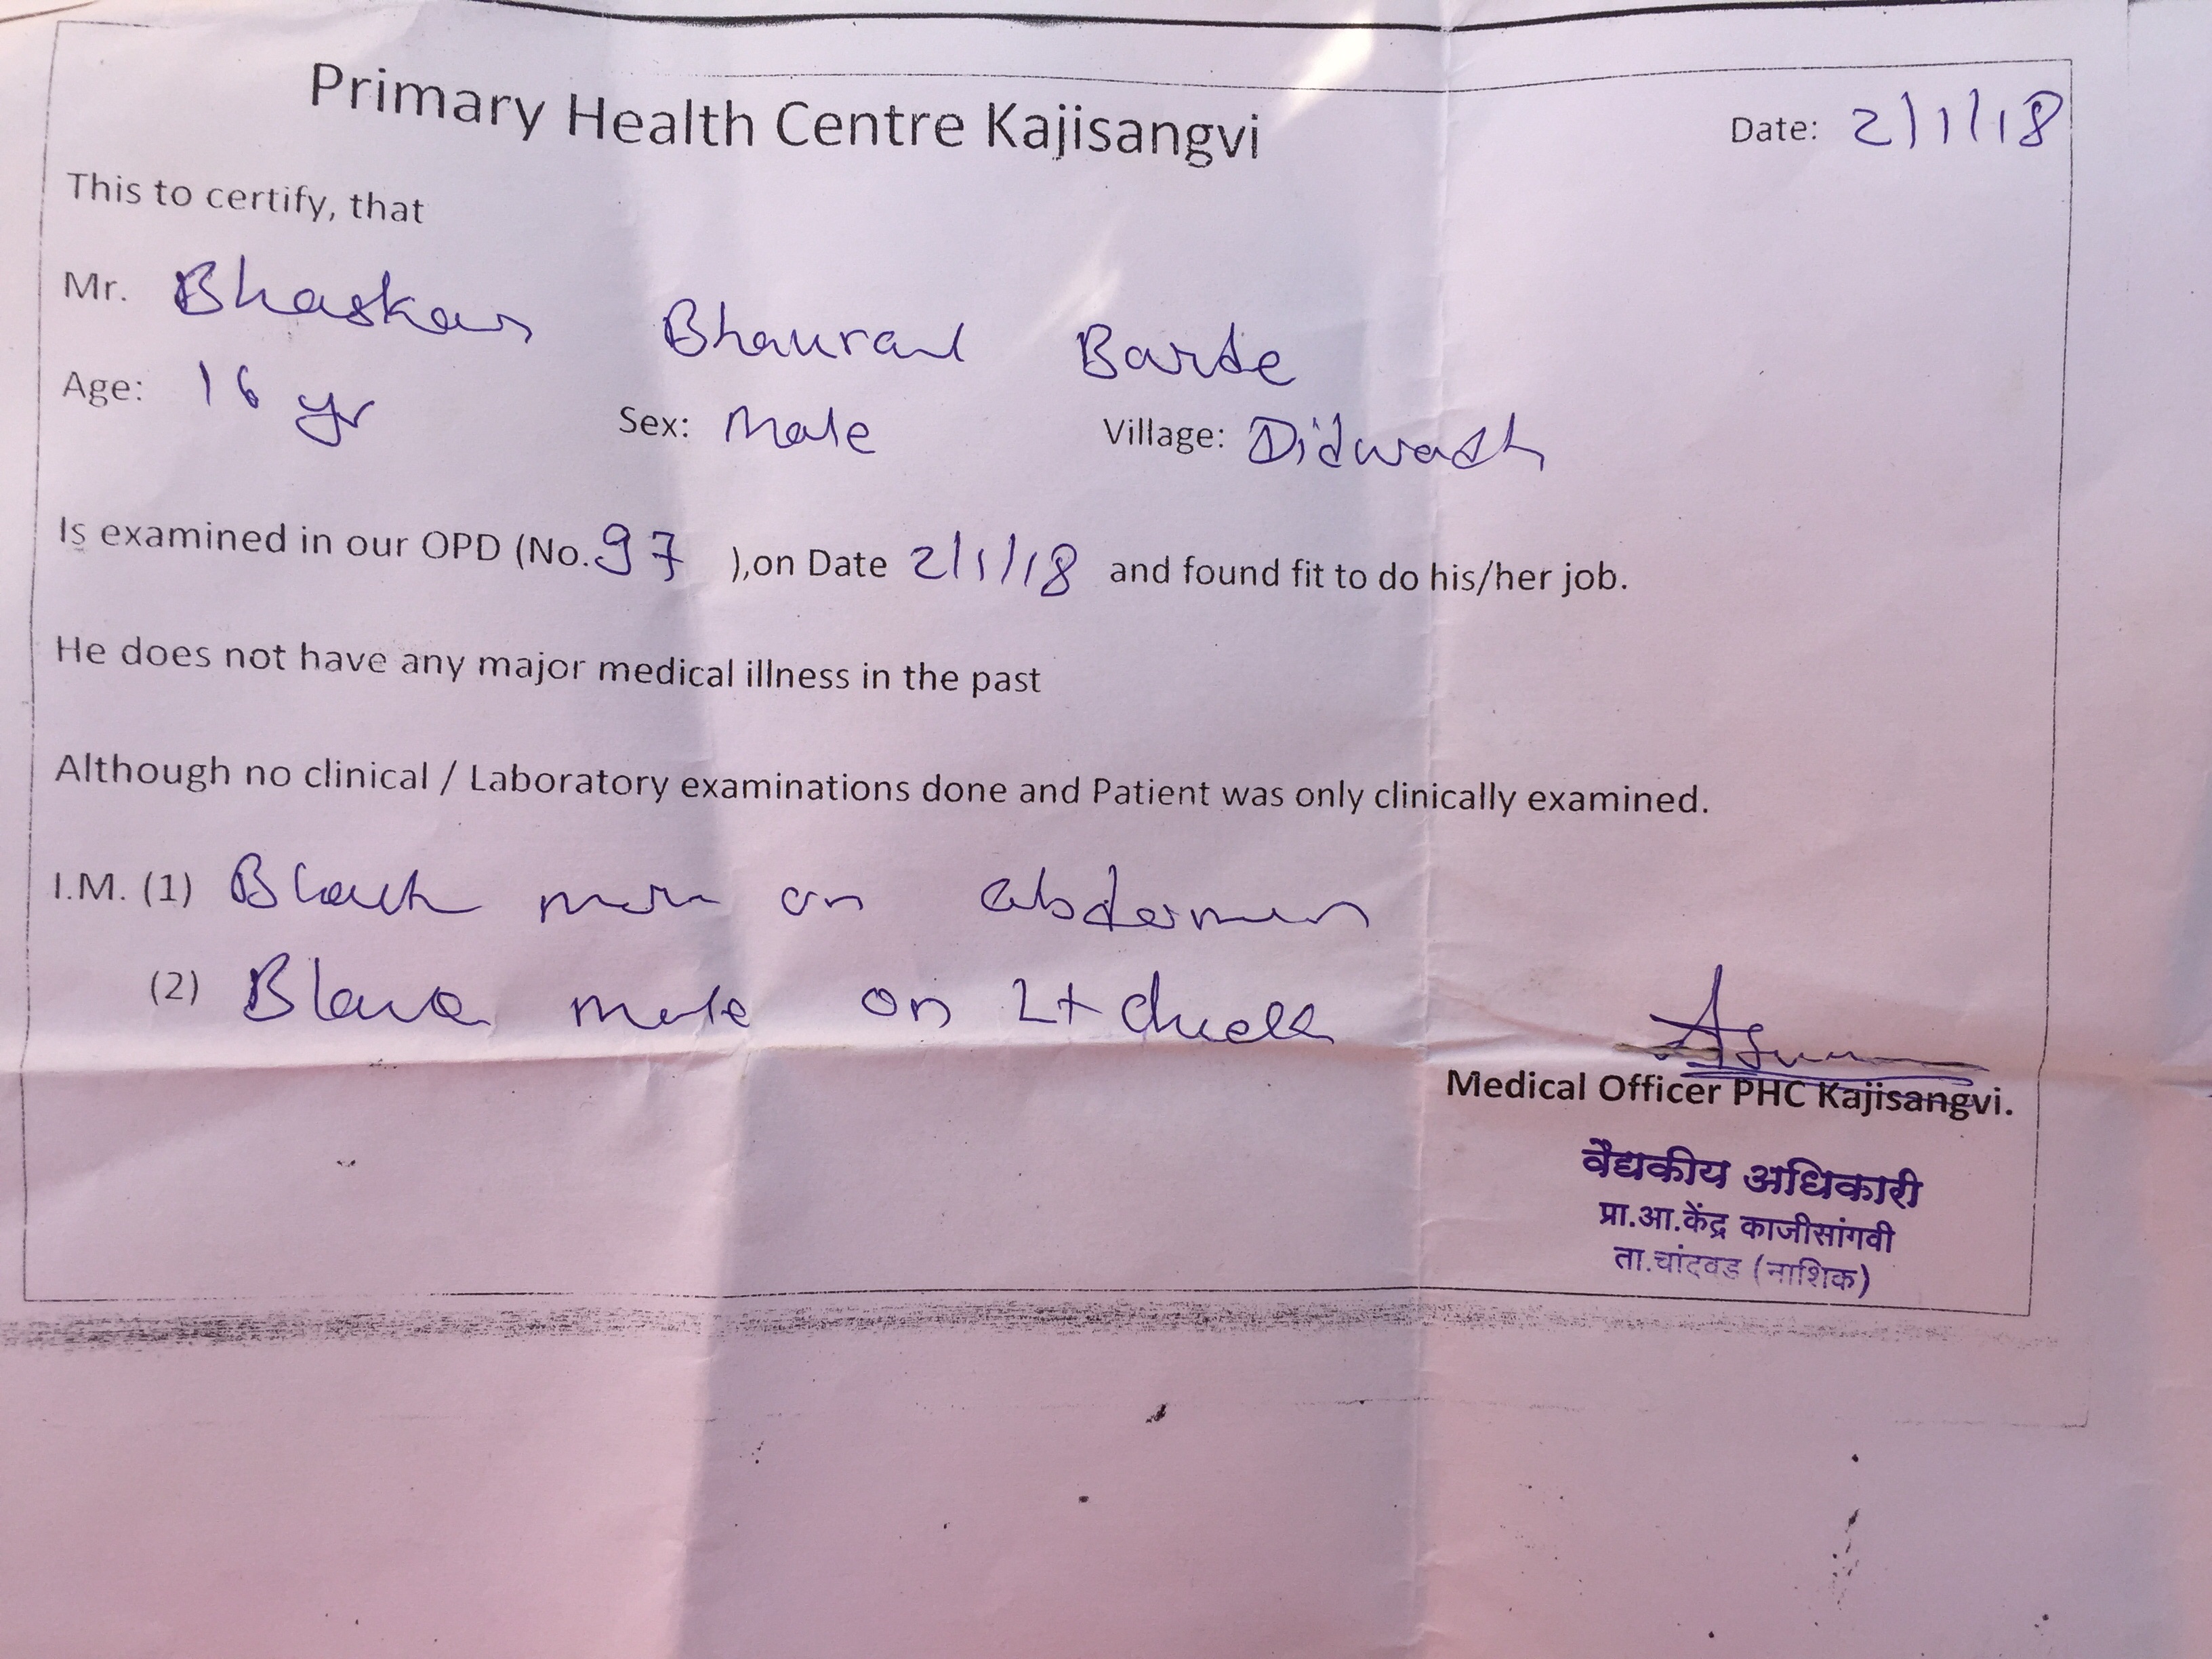 Primary Health Centre Kajisangvi
Date: 2/1/18
This to certify, that
Mr. Bhaskar Bhaurao Barde
Age: 16 yr Sex: Male Village: Didwadh
Is examined in our OPD (No.97 ),on Date 2/1/18 and found fit to do his/her job.
He does not have any major medical illness in the past
Although no clinical / Laboratory examinations done and Patient was only clinically examined.
I.M. (1) Black on abdomen
(2) Black mole on Lt cheek
Medical Officer PHC Kajisangvi.
वैद्यकीय अधिकारी
प्रा.आ.केंद्र काजीसांगवी
ता.चांदवड (नाशिक)